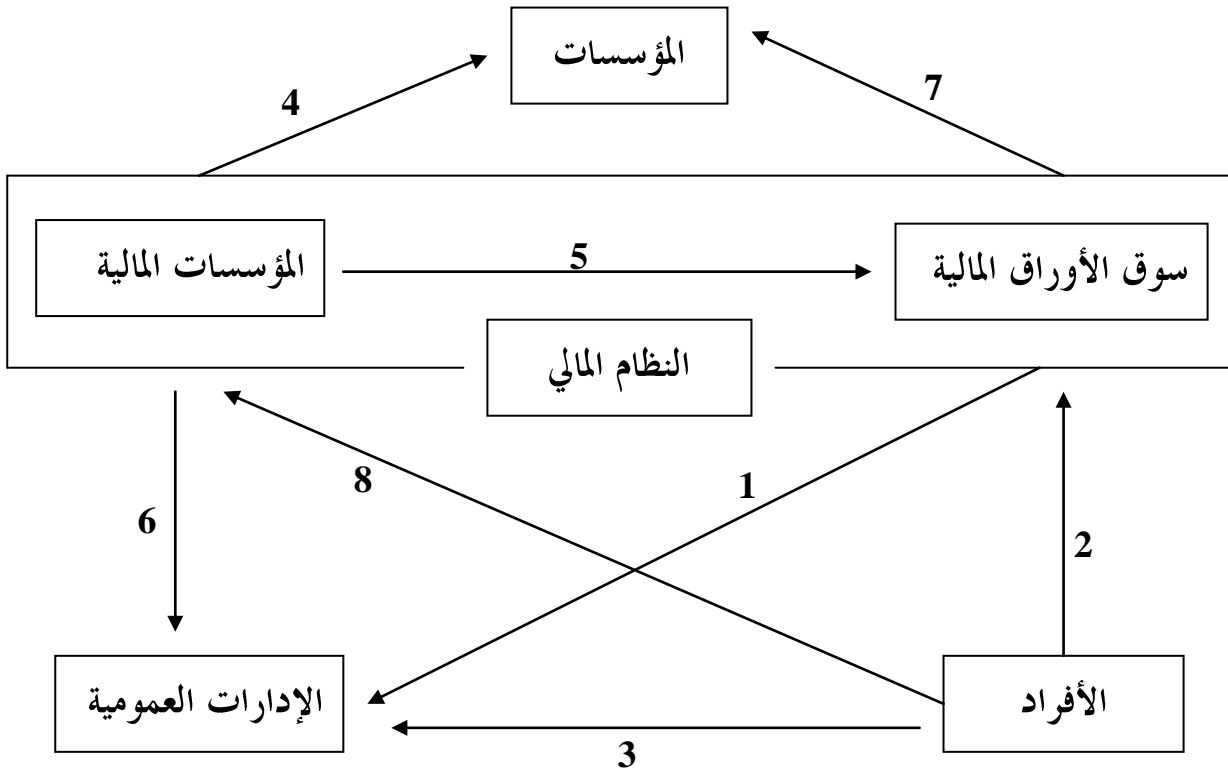 المؤسسات
4
7
سوق الأوراق المالية
5
المؤسسات المالية
النظام المالي
8
1
6
2
الأفراد
الإدارات العمومية
3